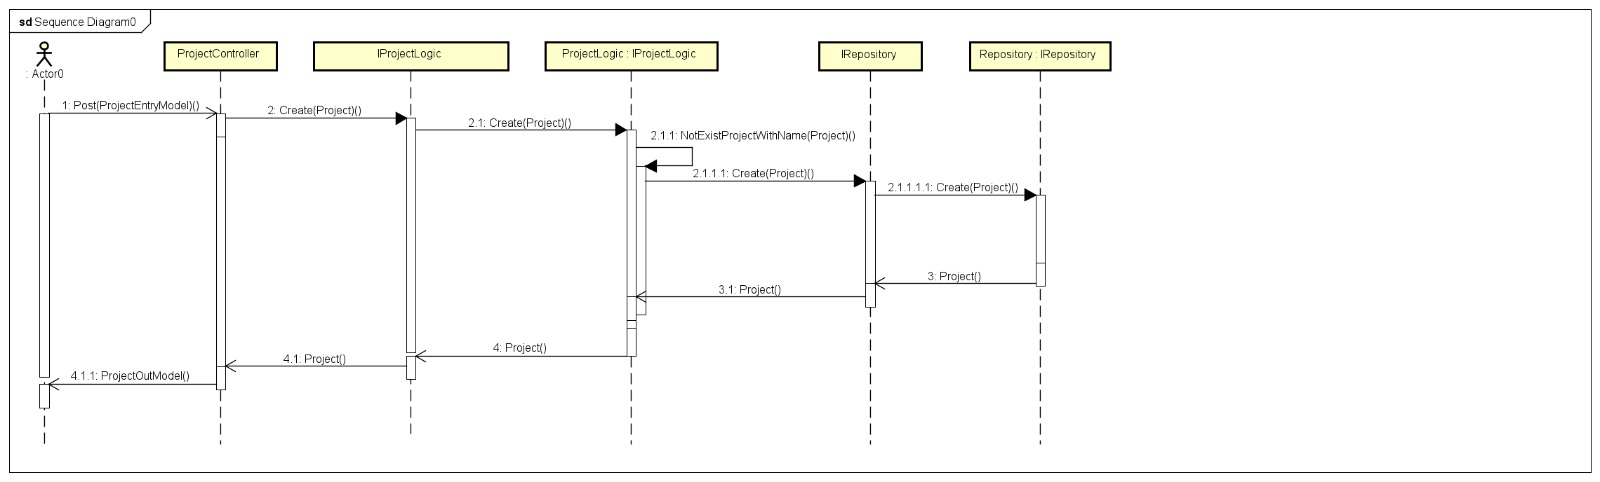 sd Sequence Diagram0
: Actor0
ProjectController
IProjectLogic
ProjectLogic : IProjectLogic
IRepository
Repository : IRepository
1: Post(ProjectEntryModel)()
2: Create(Project)()
2.1: Create(Project)()
2.1.1: NotExistProjectWithName(Project)()
2.1.1.1: Create(Project)()
2.1.1.1.1: Create(Project)()
3: Project()
3.1: Project()
4: Project()
4.1: Project()
4.1.1: ProjectOutModel()